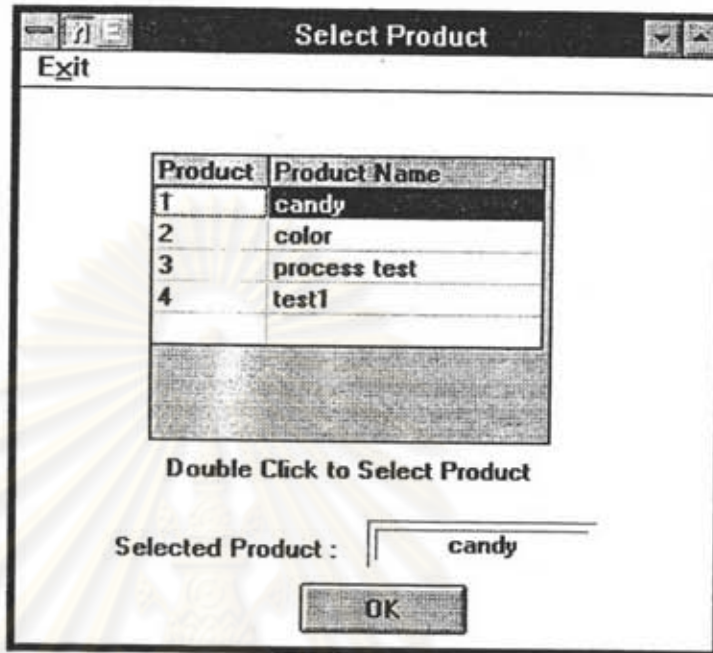 ก E Select Product
Exit
Product Product Name
1 candy
2 color
3 process test
4 test1
Double Click to Select Product
Selected Product : candy
OK